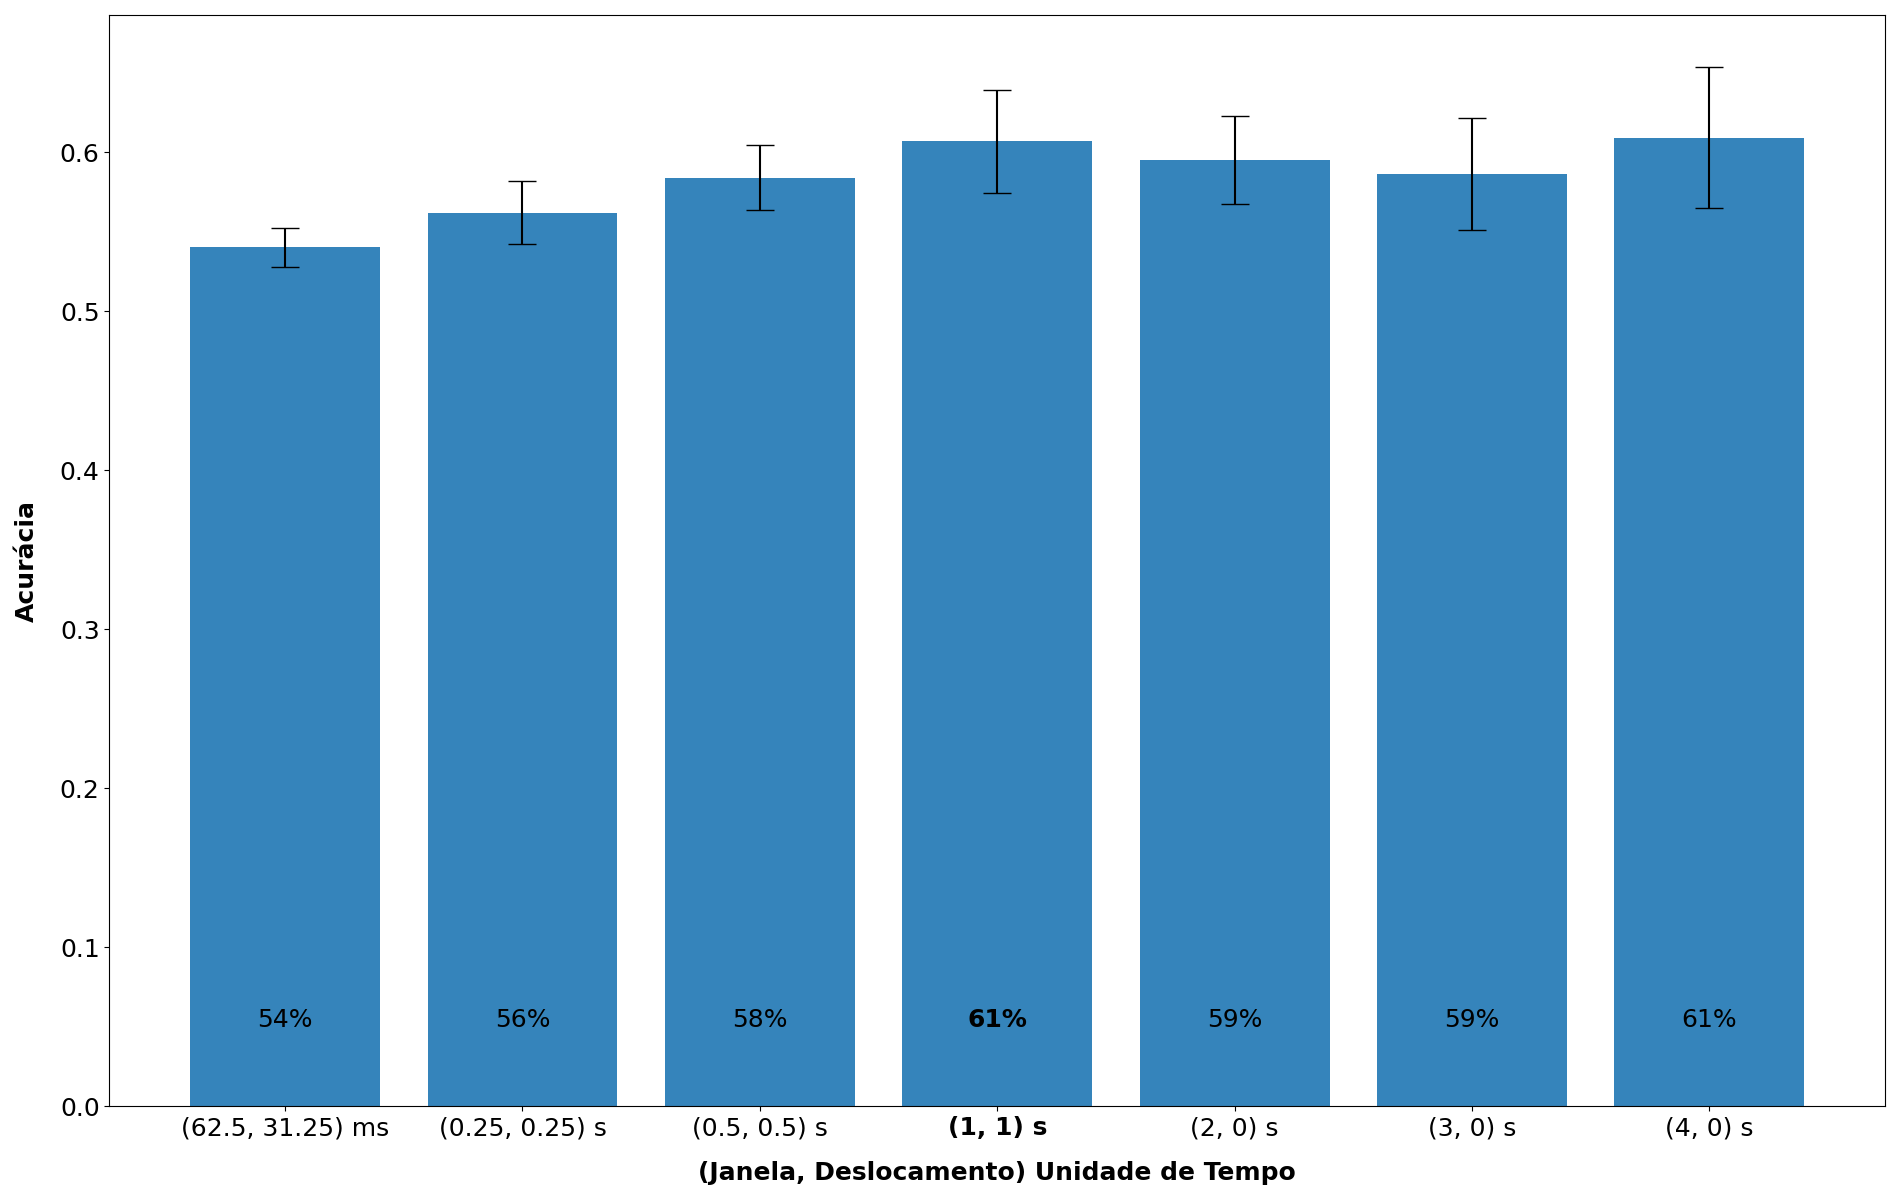 Acurácia
0.6
0.5
0.4
0.3
0.2
0.1
0.0
54% 56% 58% 61% 59% 59% 61%
(62.5, 31.25) ms (0.25, 0.25) s (0.5, 0.5) s (1, 1) s (2, 0) s (3, 0) s (4, 0) s
(Janela, Deslocamento) Unidade de Tempo